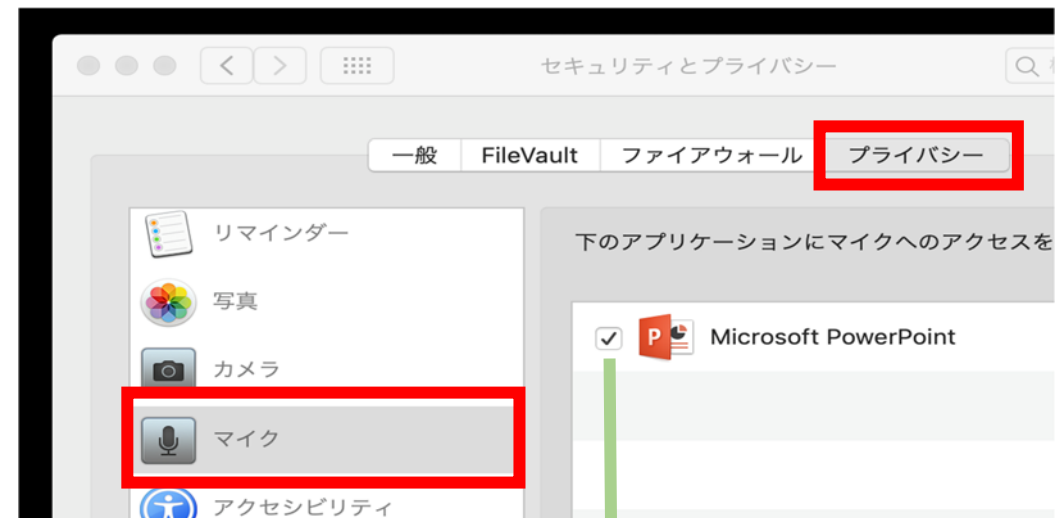 セキュリティとプライバシー
一般 FileVault ファイアウォール プライバシー
リマインダー
下のアプリケーションにマイクへのアクセスを
写真
Microsoft PowerPoint
カメラ
マイク
アクセシビリティ